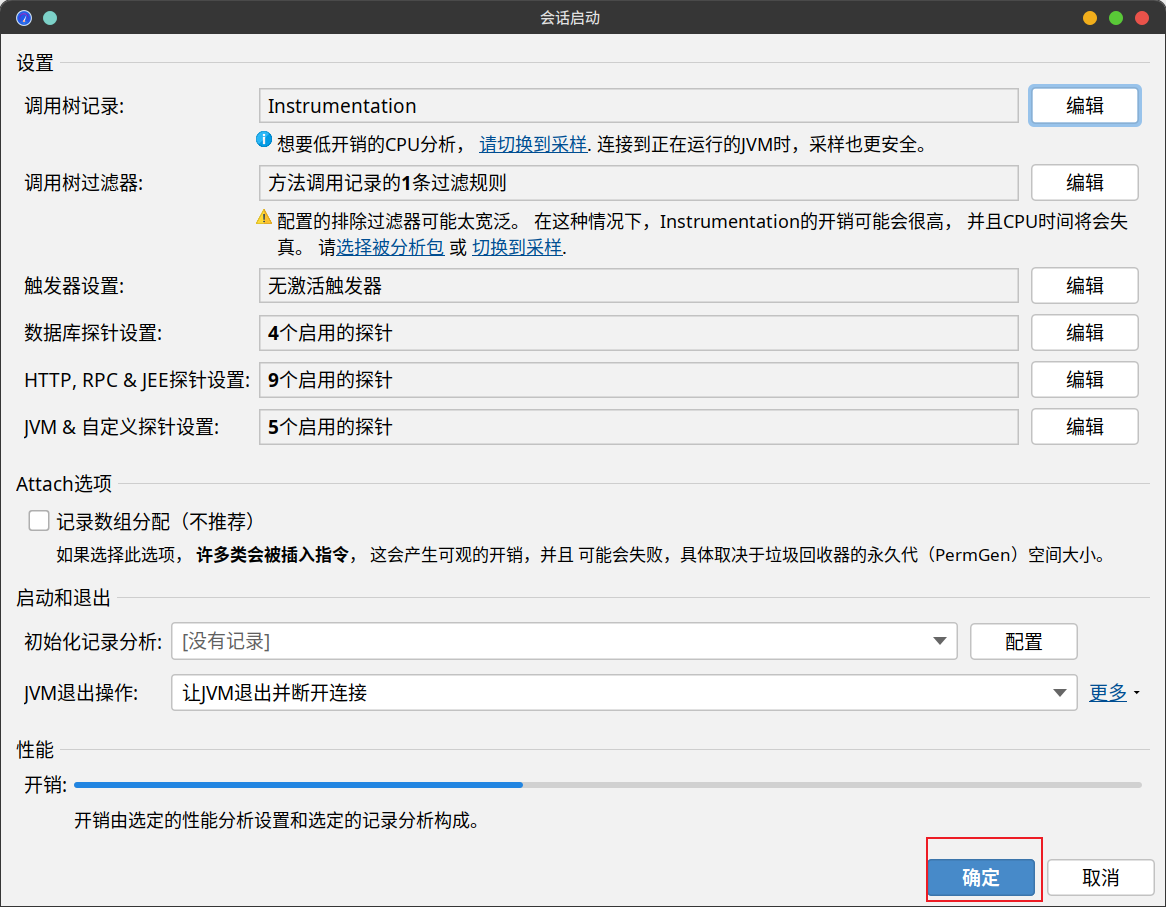 会话启动
设置
调用树记录: Instrumentation 编辑
想要低开销的CPU分析， 请切换到采样. 连接到正在运行的JVM时，采样也更安全。
调用树过滤器: 方法调用记录的1条过滤规则 编辑
配置的排除过滤器可能太宽泛。 在这种情况下，Instrumentation的开销可能会很高， 并且CPU时间将会失
真。 请选择被分析包 或 切换到采样.
触发器设置: 无激活触发器 编辑
数据库探针设置: 4个启用的探针 编辑
HTTP, RPC & JEE探针设置: 9个启用的探针 编辑
JVM & 自定义探针设置: 5个启用的探针 编辑
Attach选项
记录数组分配（不推荐）
如果选择此选项， 许多类会被插入指令， 这会产生可观的开销，并且 可能会失败，具体取决于垃圾回收器的永久代（PermGen）空间大小。
启动和退出
初始化记录分析: [没有记录] 配置
JVM退出操作: 让JVM退出并断开连接 更多
性能
开销:
开销由选定的性能分析设置和选定的记录分析构成。
确定 取消